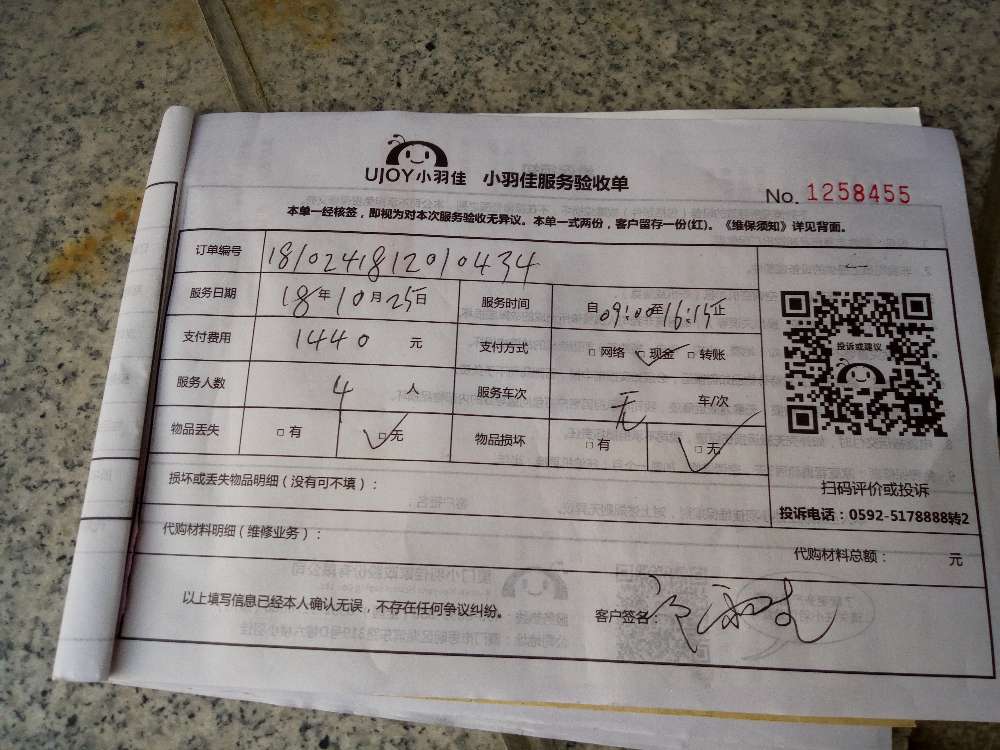 UJOY小羽佳 小羽佳服务验收单
No. 1258455
本单一经核签，即视为对本次服务验收无异议。本单一式两份，客户留存一份(红)。《维保须知》详见背面。
订单编号 1810241812010434
服务日期 18年10月25日 服务时间 自09:00年16:15正
支付费用 1440 元 支付方式 □网络 □现金 □转账
服务人数 4 人 服务车次 无 车/次
物品丢失 □有 □无 物品损坏 □有 □无
投诉或建议
扫码评价或投诉
投诉电话：0592-5178888转2
损坏或丢失物品明细（没有可不填）：
代购材料明细（维修业务）：
代购材料总额： 元
以上填写信息已经本人确认无误，不存在任何争议纠纷。
客户签名：